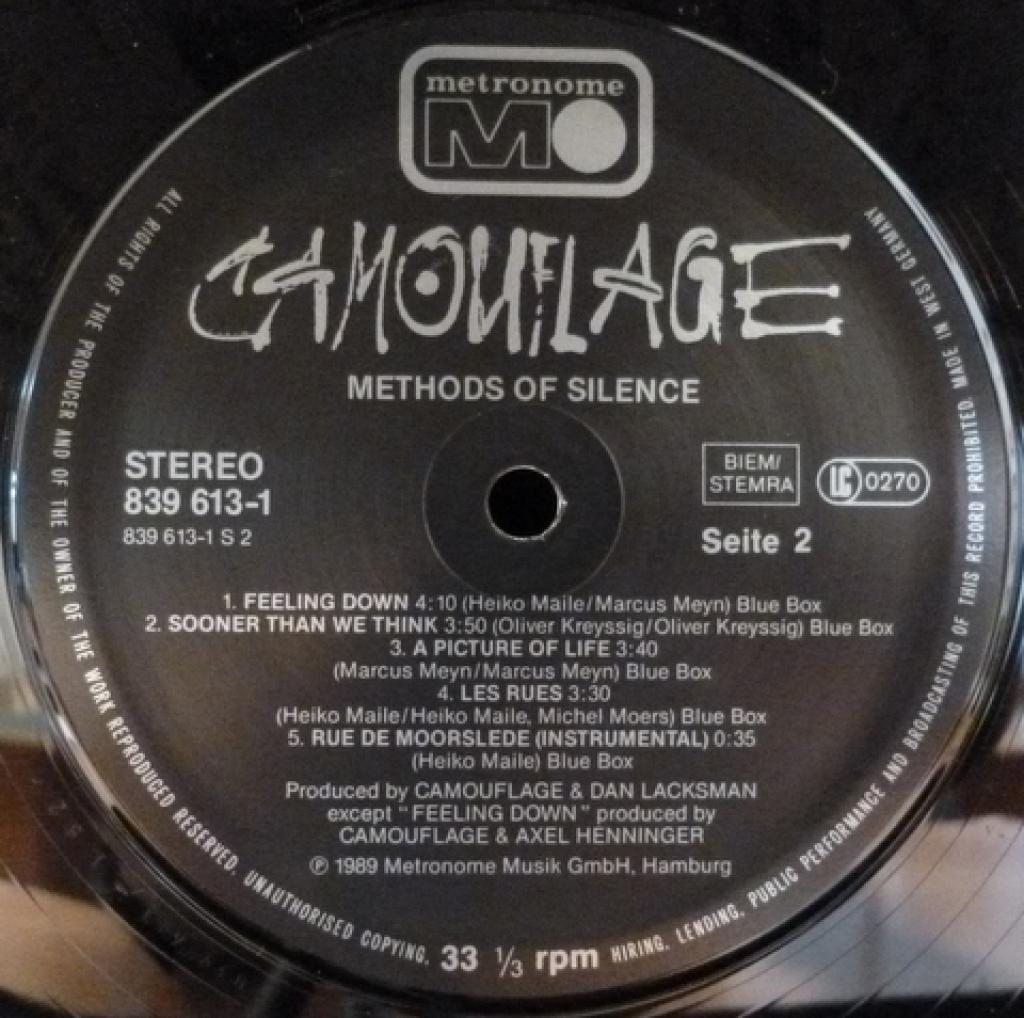 metronome
MO
CAMOUFLAGE
METHODS OF SILENCE
STEREO
839 613-1
839 613-1 S 2
BIEM/
STEMRA
LC 0270
Seite 2
1. FEELING DOWN 4:10 (Heiko Maile/Marcus Meyn) Blue Box
2. SOONER THAN WE THINK 3:50 (Oliver Kreyssig/Oliver Kreyssig) Blue Box
3. A PICTURE OF LIFE 3:40
(Marcus Meyn/Marcus Meyn) Blue Box
4. LES RUES 3:30
(Heiko Maile/Heiko Maile, Michel Moers) Blue Box
5. RUE DE MOORSLEDE (INSTRUMENTAL) 0:35
(Heiko Maile) Blue Box
Produced by CAMOUFLAGE & DAN LACKSMAN
except "FEELING DOWN" produced by
CAMOUFLAGE & AXEL HENNINGER
℗ 1989 Metronome Musik GmbH, Hamburg
ALL RIGHTS OF THE PRODUCER AND OF THE OWNER OF THE WORK REPRODUCED RESERVED. UNAUTHORISED COPYING, 33 1/3 rpm HIRING, LENDING, PUBLIC PERFORMANCE AND BROADCASTING OF THIS RECORD PROHIBITED. MADE IN WEST GERMANY